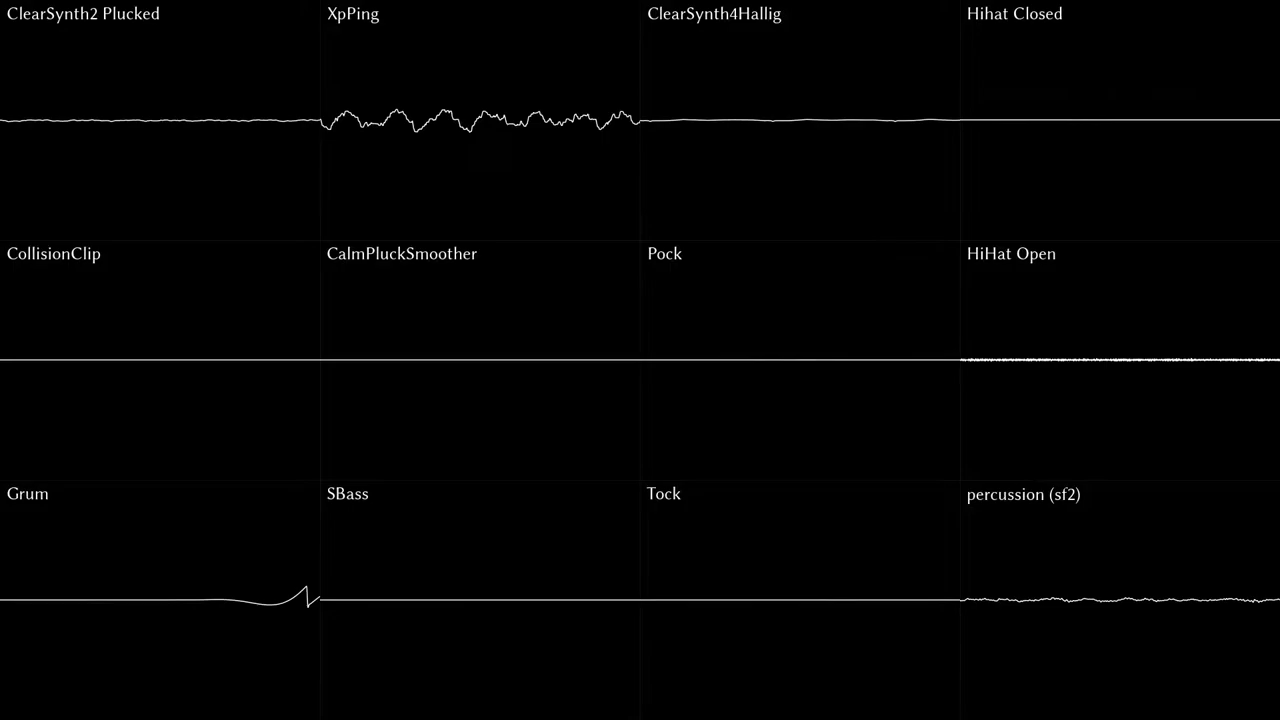 ClearSynth2 Plucked
XpPing
ClearSynth4Hallig
Hihat Closed
CollisionClip
CalmPluckSmoother
Pock
HiHat Open
Grum
SBass
Tock
percussion (sf2)